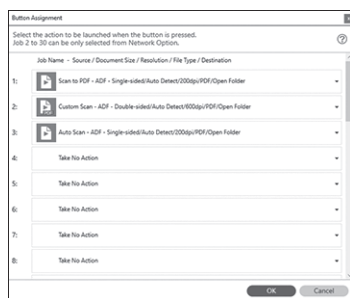 Button Assignment
Select the action to be launched when the button is pressed.
Job 2 to 30 can be only selected from Network Option.
Job Name - Source / Document Size / Resolution / File Type / Destination
1: Scan to PDF - ADF - Single-sided/Auto Detect/200dpi/PDF/Open Folder
2: Custom Scan - ADF - Double-sided/Auto Detect/600dpi/PDF/Open Folder
3: Auto Scan - ADF - Single-sided/Auto Detect/200dpi/PDF/Open Folder
4: Take No Action
5: Take No Action
6: Take No Action
7: Take No Action
8: Take No Action
OK Cancel